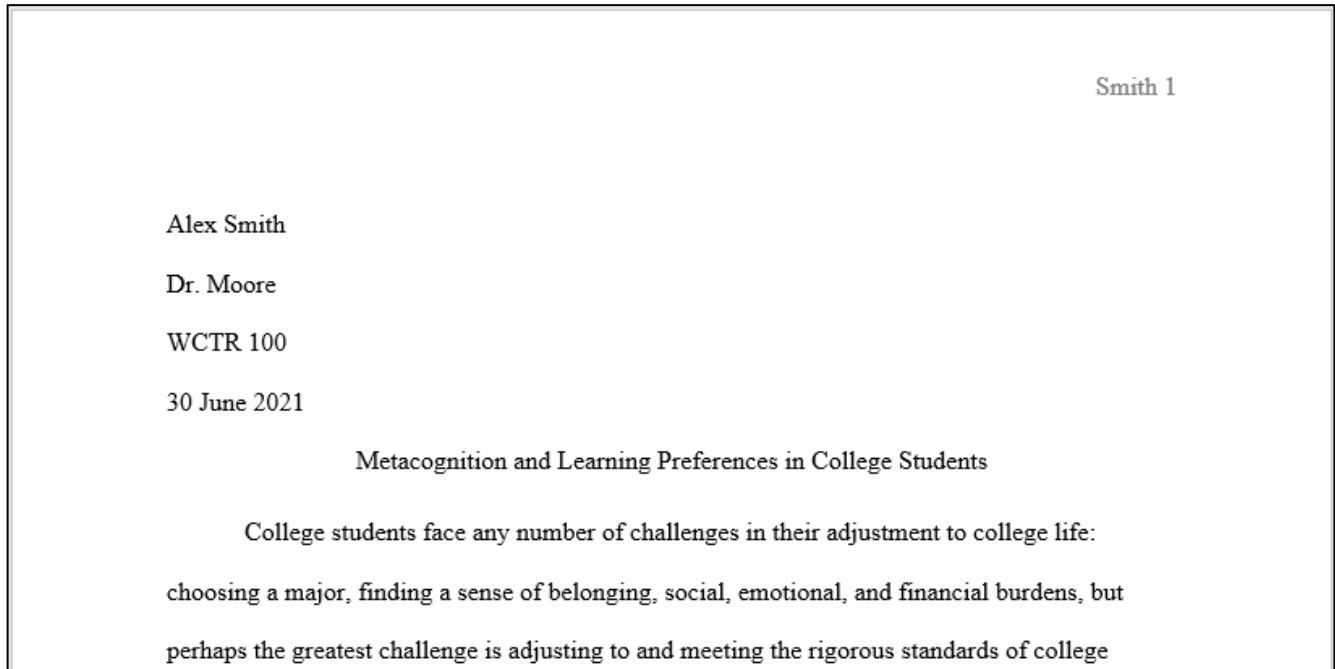 Smith 1
Alex Smith
Dr. Moore
WCTR 100
30 June 2021
Metacognition and Learning Preferences in College Students
College students face any number of challenges in their adjustment to college life:
choosing a major, finding a sense of belonging, social, emotional, and financial burdens, but
perhaps the greatest challenge is adjusting to and meeting the rigorous standards of college